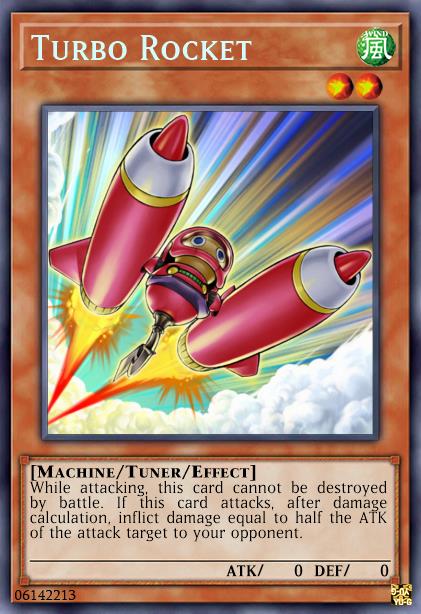 TURBO ROCKET
WIND
風
[MACHINE/TUNER/EFFECT]
While attacking, this card cannot be destroyed
by battle. If this card attacks, after damage
calculation, inflict damage equal to half the ATK
of the attack target to your opponent.
ATK/ 0 DEF/ 0
06142213